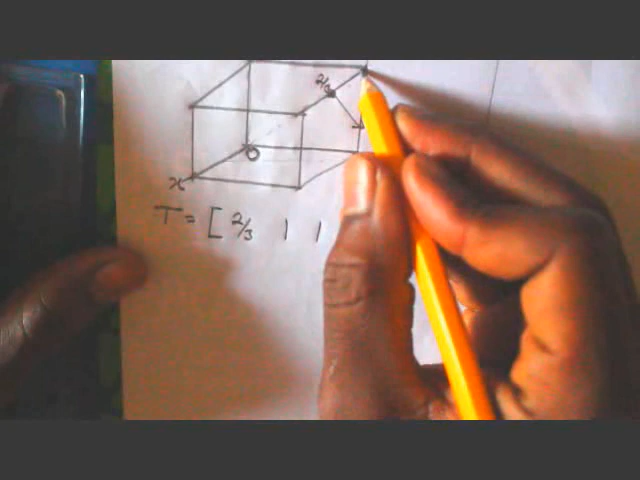 2/3
O
x
T = [ 2/3 1 1